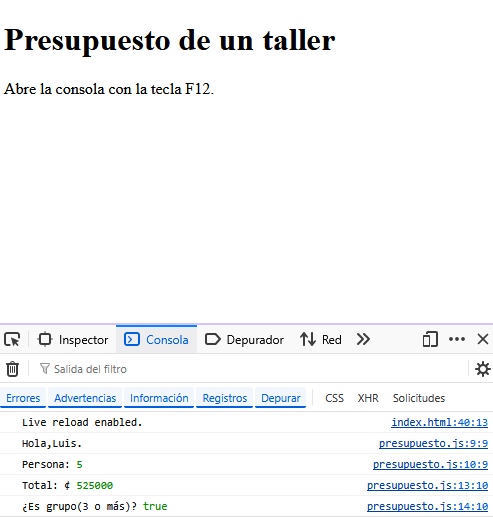 Presupuesto de un taller
Abre la consola con la tecla F12.
Inspector Consola Depurador Red
Salida del filtro
Errores Advertencias Información Registros Depurar CSS XHR Solicitudes
Live reload enabled. index.html:40:13
Hola,Luis. presupuesto.js:9:9
Persona: 5 presupuesto.js:10:9
Total: ₡ 525000 presupuesto.js:13:10
¿Es grupo(3 o más)? true presupuesto.js:14:10